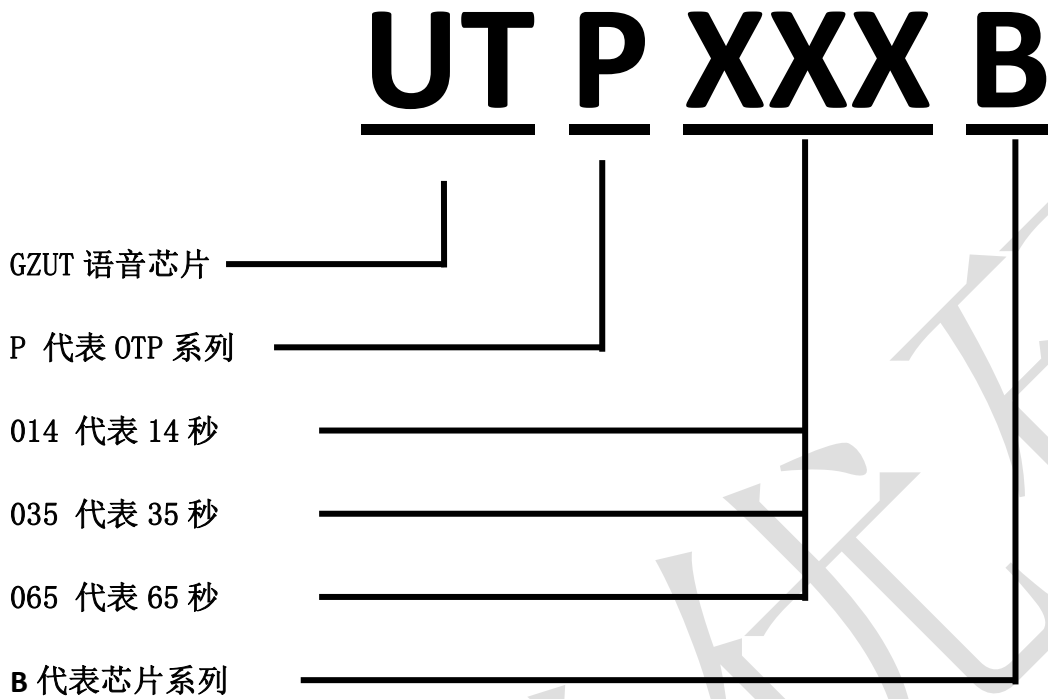 UT P XXX B
GZUT 语音芯片
P 代表 OTP 系列
014 代表 14 秒
035 代表 35 秒
065 代表 65 秒
B 代表芯片系列